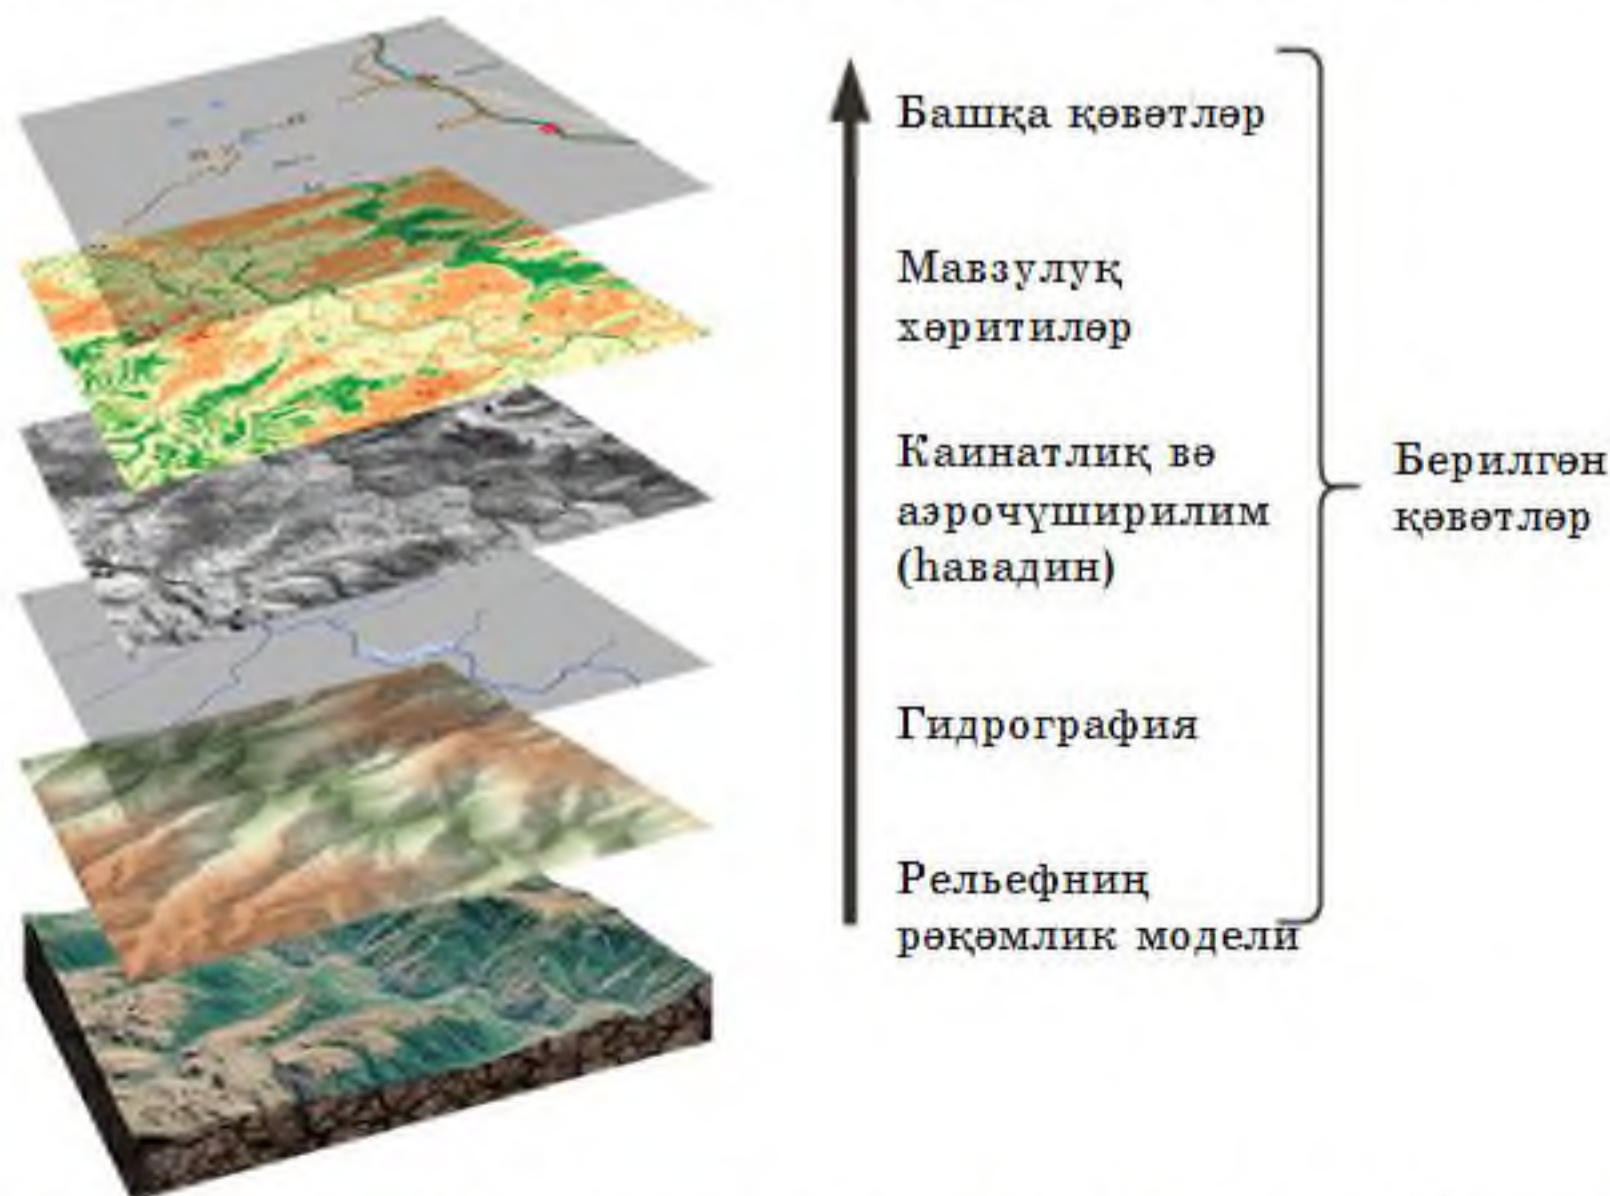 Башқа қәвәтләр
Мавзулуқ
хәритиләр
Каинатлиқ вә
аэрочүширилим
(һавадин)
Гидрография
Рельефниң
рәқәмлик модели
Берилгән
қәвәтләр